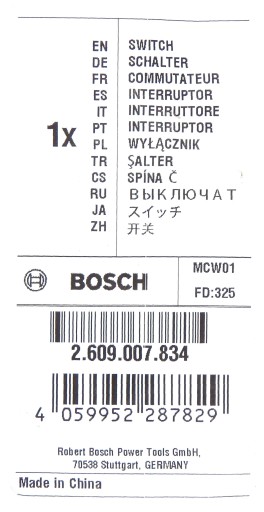 EN SWITCH
DE SCHALTER
FR COMMUTATEUR
ES INTERRUPTOR
IT INTERRUTTORE
1x PT INTERRUPTOR
PL WYŁĄCZNIK
TR ŞALTER
CS SPÍNA Č
RU ВЫКЛЮЧАТ
JA スイッチ
ZH 开关
BOSCH
MCW01
FD:325
2.609.007.834
4 059952 287829
Robert Bosch Power Tools GmbH,
70538 Stuttgart, GERMANY
Made in China